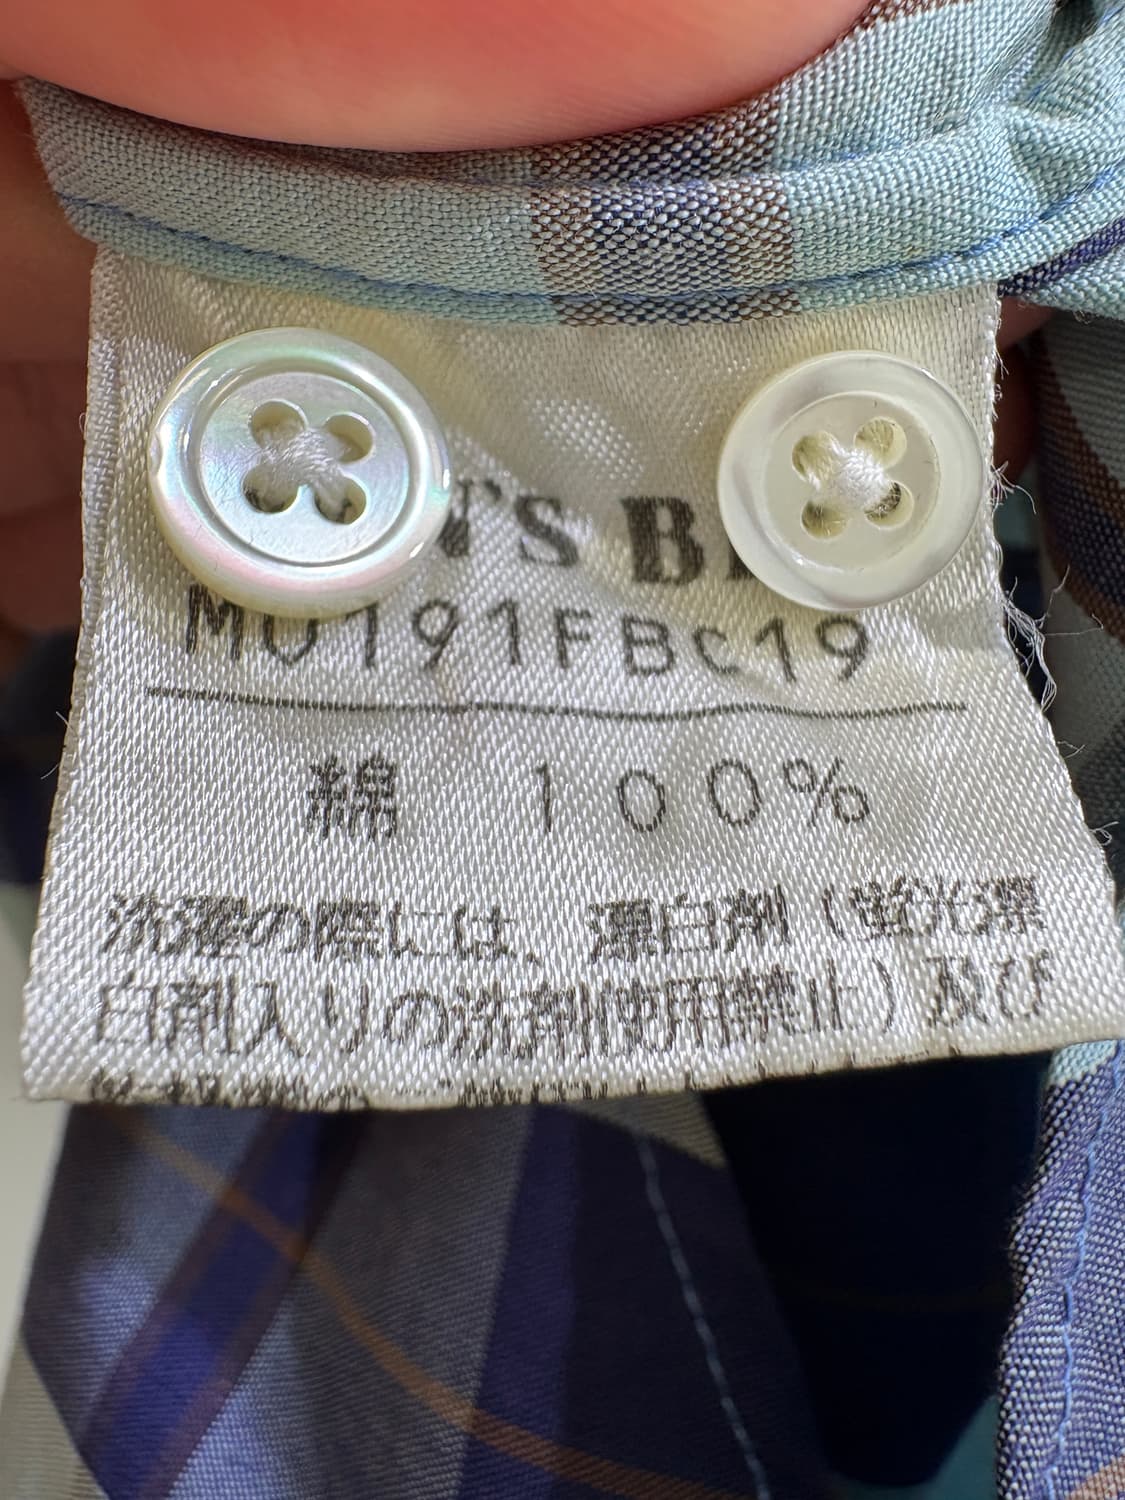 'S B
MU191FBC19
綿 100%
洗濯の際には、漂白剤(蛍光漂
白剤入りの洗剤使用禁止)及び